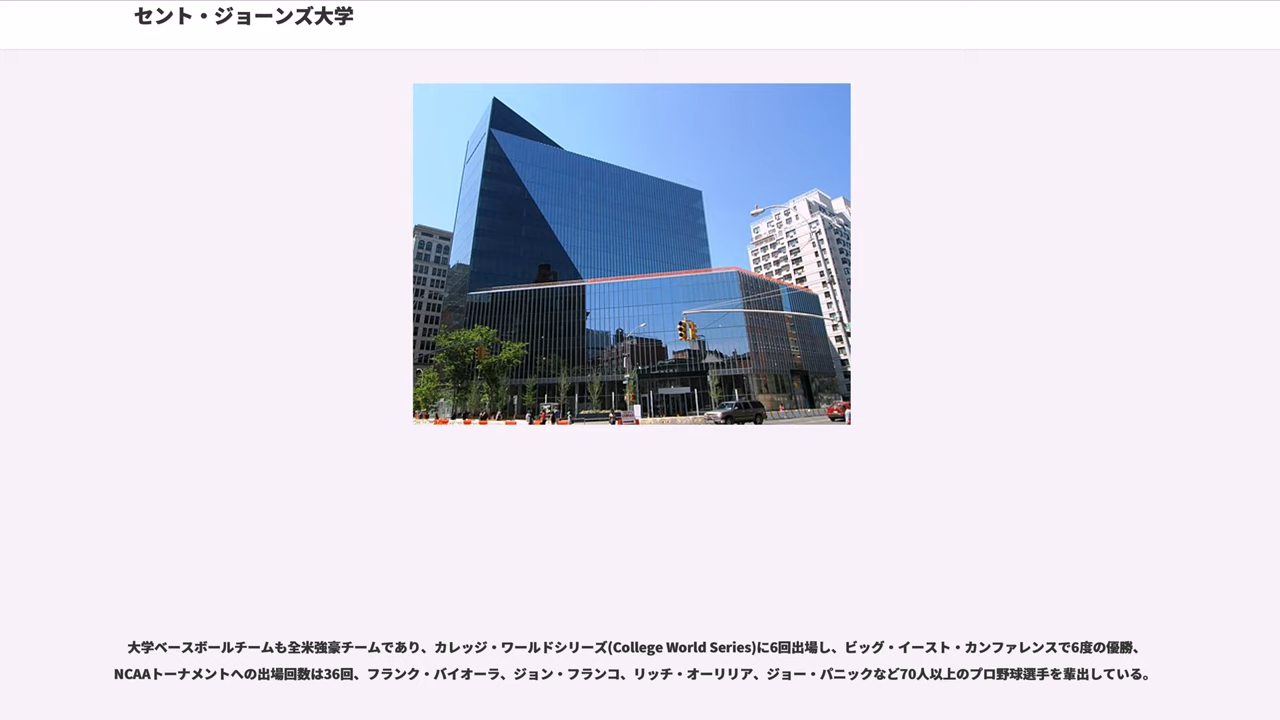 セント・ジョーンズ大学
大学ベースボールチームも全米強豪チームであり、カレッジ・ワールドシリーズ(College World Series)に6回出場し、ビッグ・イースト・カンファレンスで6度の優勝、
NCAAトーナメントへの出場回数は36回、フランク・バイオーラ、ジョン・フランコ、リッチ・オーリリア、ジョー・パニックなど70人以上のプロ野球選手を輩出している。